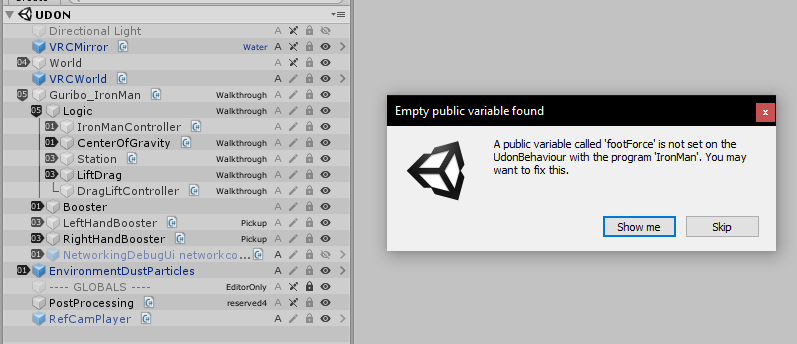 UDON
Directional Light A
VRCMirror Water A
04 World A
VRCWorld A
05 Guribo_IronMan Walkthrough A
05 Logic Walkthrough A
01 IronManController Walkthrough A
01 CenterOfGravity Walkthrough A
03 Station Walkthrough A
03 LiftDrag Walkthrough A
DragLiftController Walkthrough A
01 Booster A
03 LeftHandBooster Pickup A
03 RightHandBooster Pickup A
01 NetworkingDebugUi networkco... A
01 EnvironmentDustParticles A
---- GLOBALS ---- EditorOnly A
PostProcessing reserved4 A
RefCamPlayer A
Empty public variable found
x
A public variable called 'footForce' is not set on the
UdonBehaviour with the program 'IronMan'. You may
want to fix this.
Show me
Skip